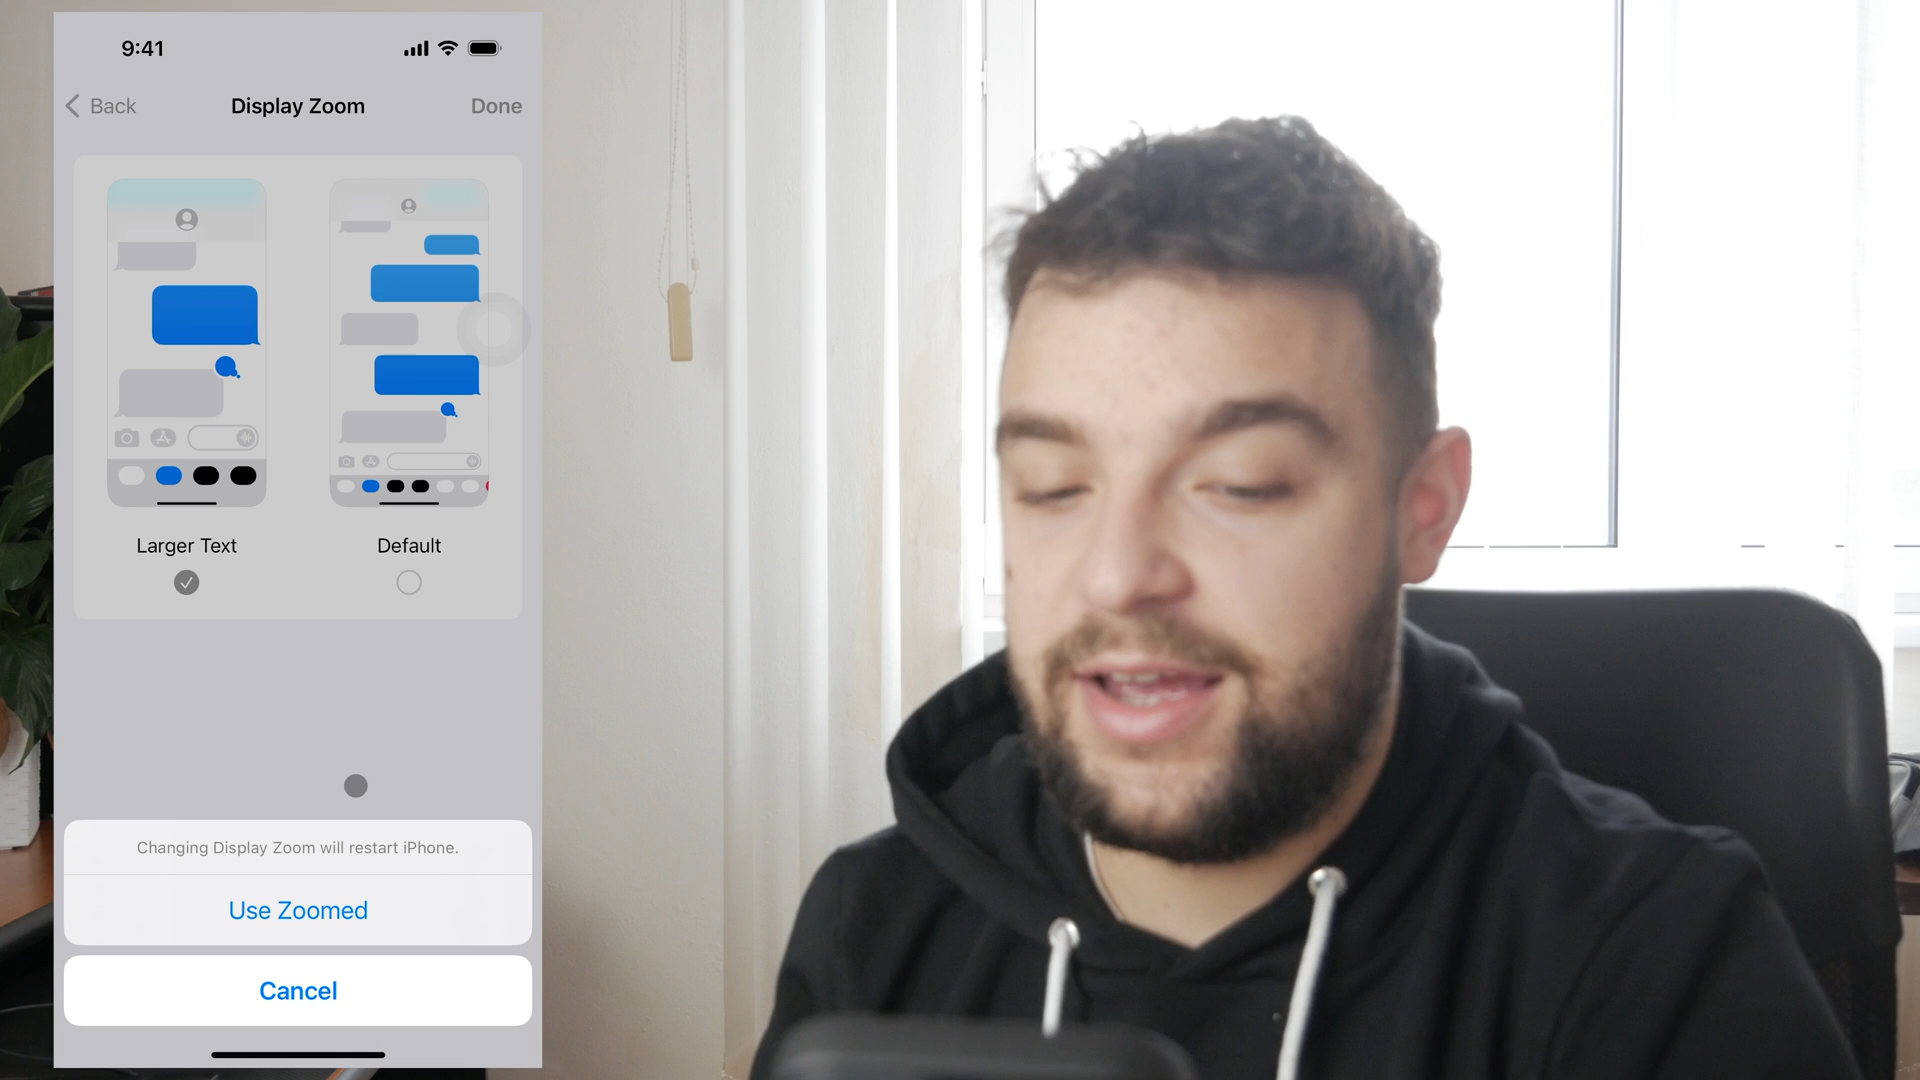 9:41
Back
Display Zoom
Done
Larger Text
Default
Changing Display Zoom will restart iPhone.
Use Zoomed
Cancel